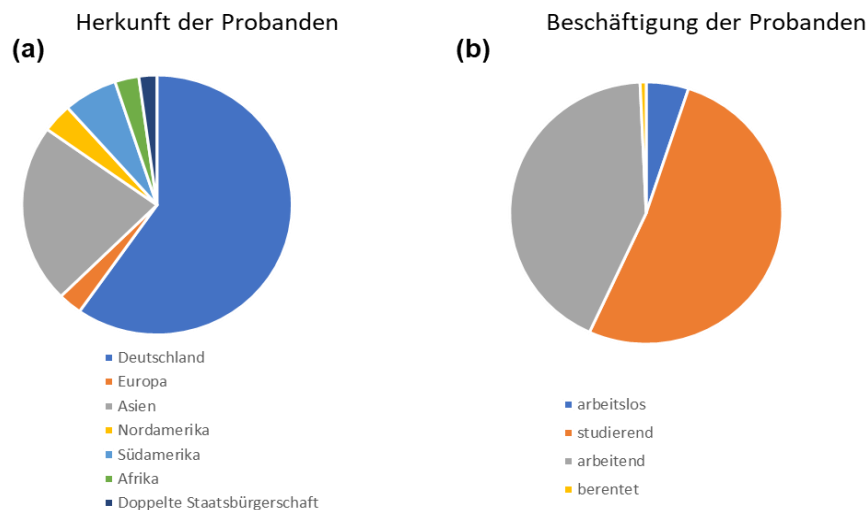 Herkunft der Probanden
(a)
Deutschland
Europa
Asien
Nordamerika
Südamerika
Afrika
Doppelte Staatsbürgerschaft
Beschäftigung der Probanden
(b)
arbeitslos
studierend
arbeitend
berentet